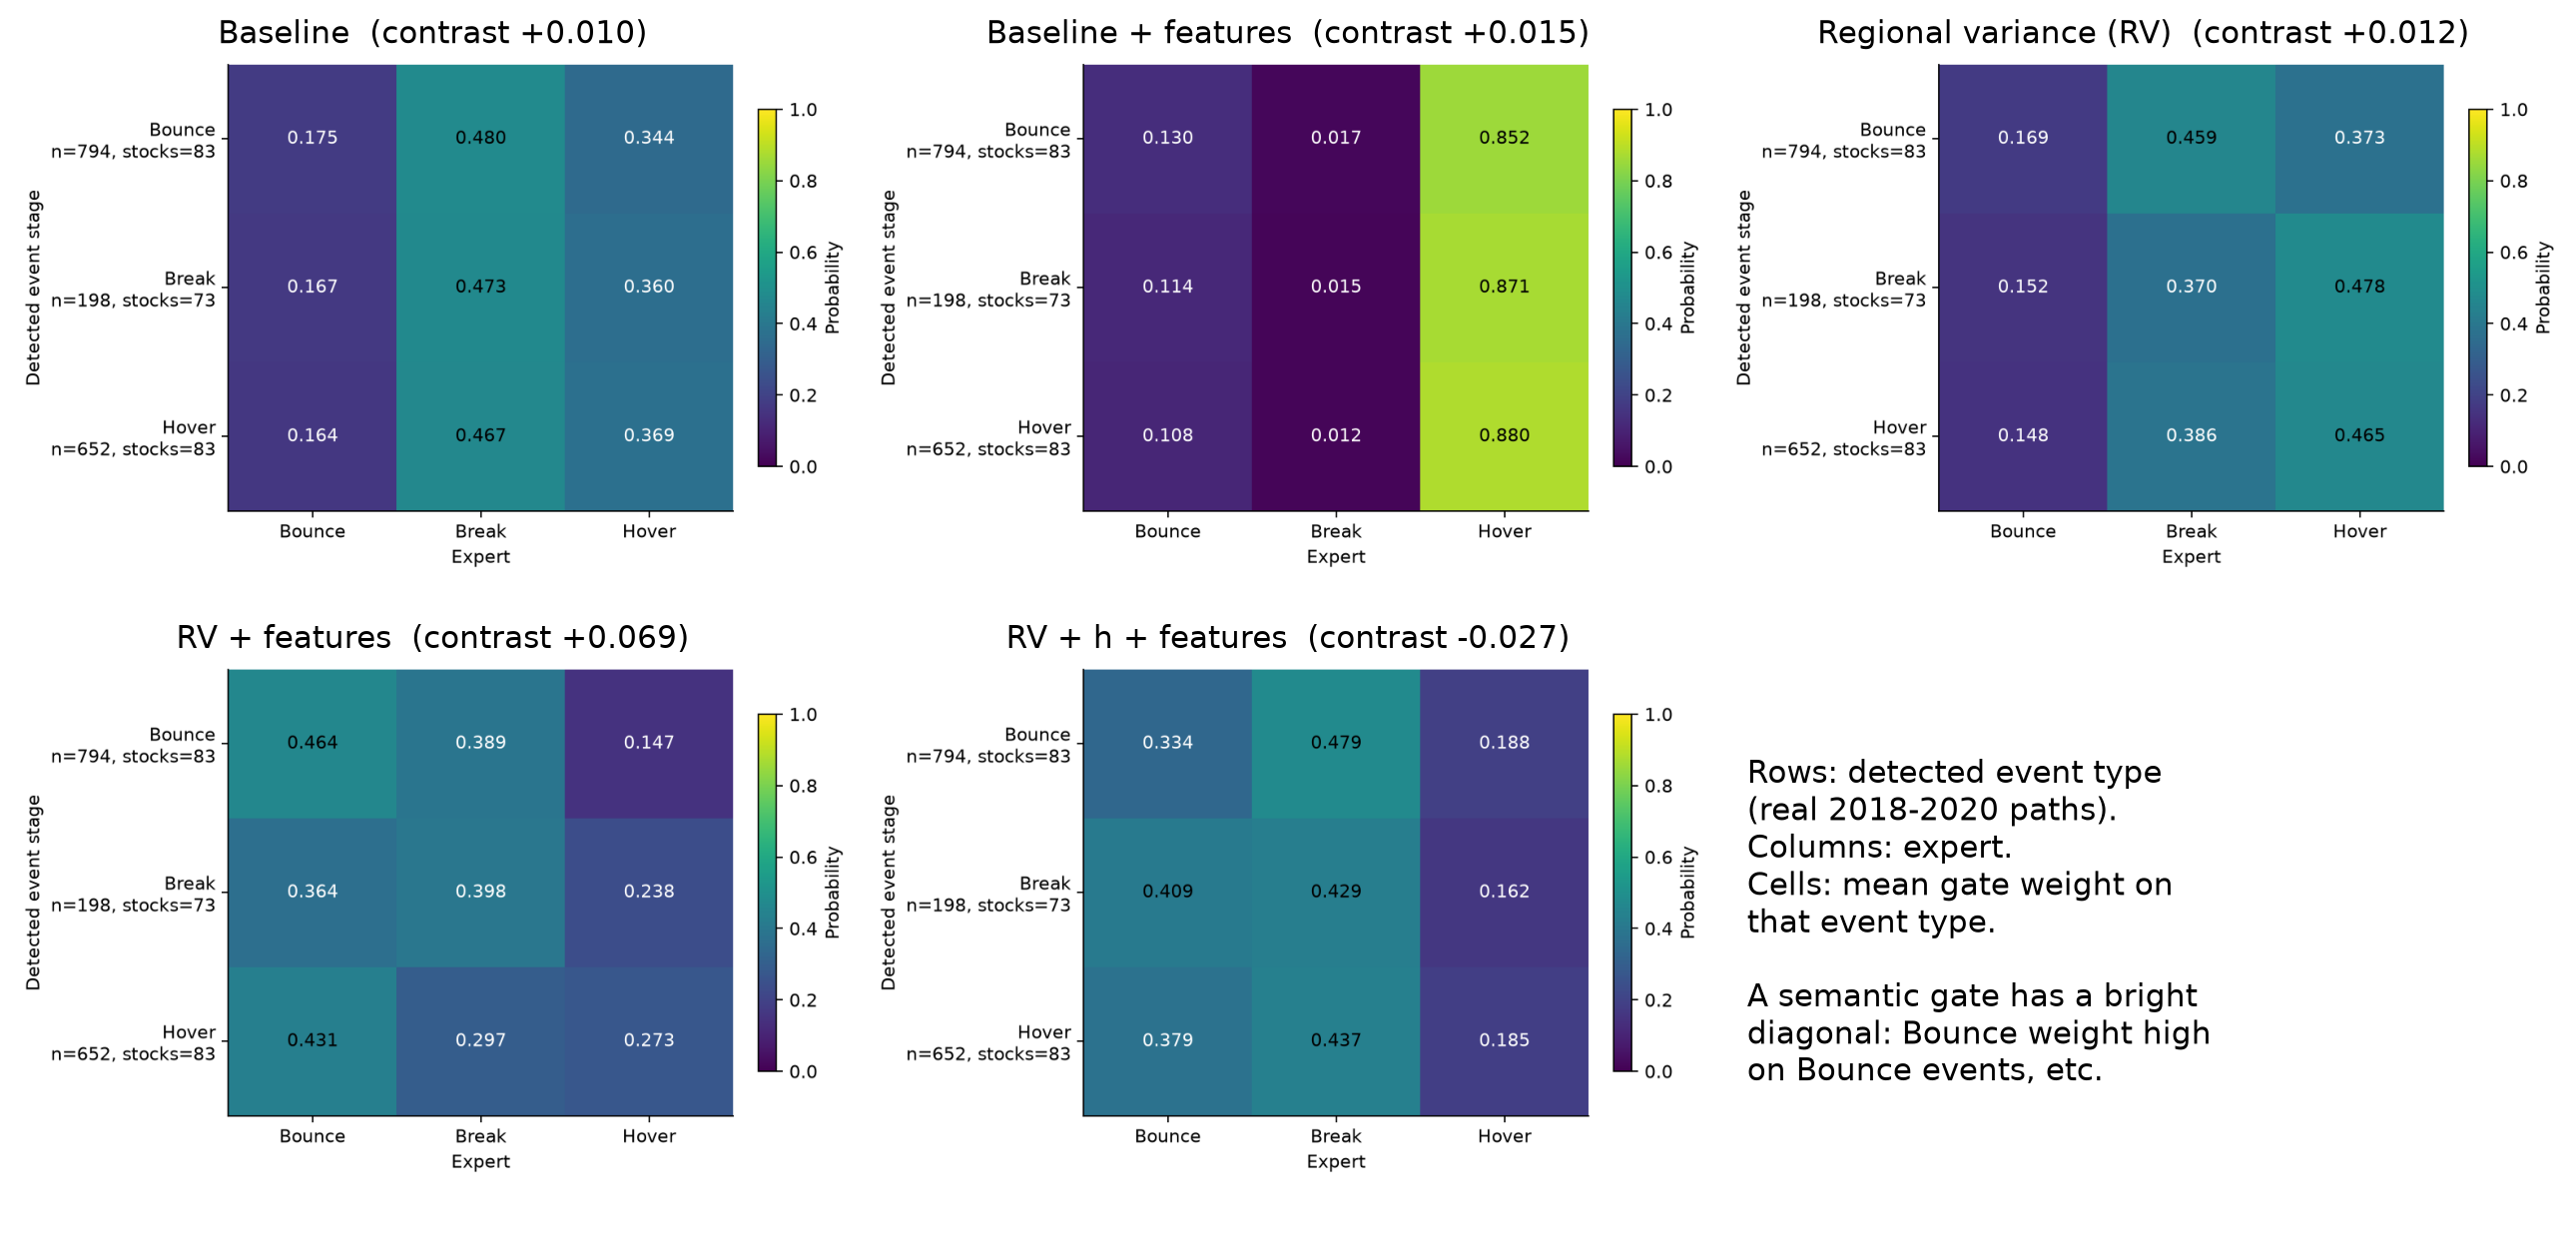 Baseline  (contrast +0.010)
Detected event stage
Bounce
n=794, stocks=83
0.175 0.480 0.344
Break
n=198, stocks=73
0.167 0.473 0.360
Hover
n=652, stocks=83
0.164 0.467 0.369
Bounce Break Hover
Expert
1.0
0.8
0.6
0.4
0.2
0.0
Probability
Baseline + features  (contrast +0.015)
Detected event stage
Bounce
n=794, stocks=83
0.130 0.017 0.852
Break
n=198, stocks=73
0.114 0.015 0.871
Hover
n=652, stocks=83
0.108 0.012 0.880
Bounce Break Hover
Expert
1.0
0.8
0.6
0.4
0.2
0.0
Probability
Regional variance (RV)  (contrast +0.012)
Detected event stage
Bounce
n=794, stocks=83
0.169 0.459 0.373
Break
n=198, stocks=73
0.152 0.370 0.478
Hover
n=652, stocks=83
0.148 0.386 0.465
Bounce Break Hover
Expert
1.0
0.8
0.6
0.4
0.2
0.0
Probability
RV + features  (contrast +0.069)
Detected event stage
Bounce
n=794, stocks=83
0.464 0.389 0.147
Break
n=198, stocks=73
0.364 0.398 0.238
Hover
n=652, stocks=83
0.431 0.297 0.273
Bounce Break Hover
Expert
1.0
0.8
0.6
0.4
0.2
0.0
Probability
RV + h + features  (contrast -0.027)
Detected event stage
Bounce
n=794, stocks=83
0.334 0.479 0.188
Break
n=198, stocks=73
0.409 0.429 0.162
Hover
n=652, stocks=83
0.379 0.437 0.185
Bounce Break Hover
Expert
1.0
0.8
0.6
0.4
0.2
0.0
Probability
Rows: detected event type
(real 2018-2020 paths).
Columns: expert.
Cells: mean gate weight on
that event type.
A semantic gate has a bright
diagonal: Bounce weight high
on Bounce events, etc.